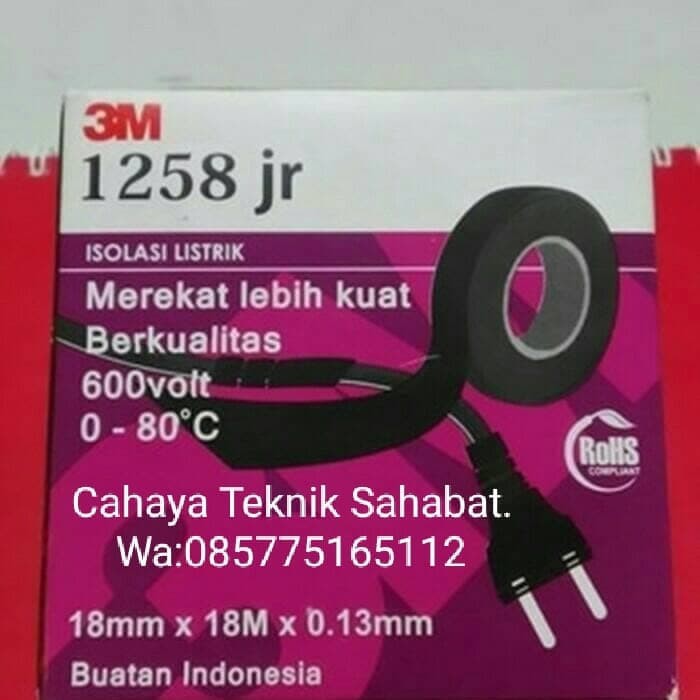 3M
1258 jr
ISOLASI LISTRIK
Merekat lebih kuat
Berkualitas
600volt
0 - 80°C
RoHS
COMPLIANT
Cahaya Teknik Sahabat.
Wa:085775165112
18mm x 18M x 0.13mm
Buatan Indonesia